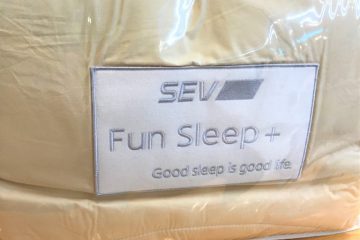 SEV
Fun Sleep +
Good sleep is good life.